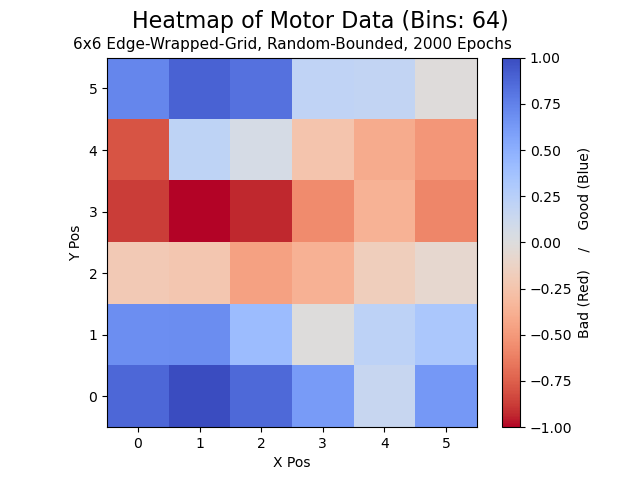 Heatmap of Motor Data (Bins: 64)
6x6 Edge-Wrapped-Grid, Random-Bounded, 2000 Epochs
Y Pos
5
4
3
2
1
0
0 1 2 3 4 5
X Pos
1.00
0.75
0.50
0.25
0.00
−0.25
−0.50
−0.75
−1.00
Bad (Red) / Good (Blue)